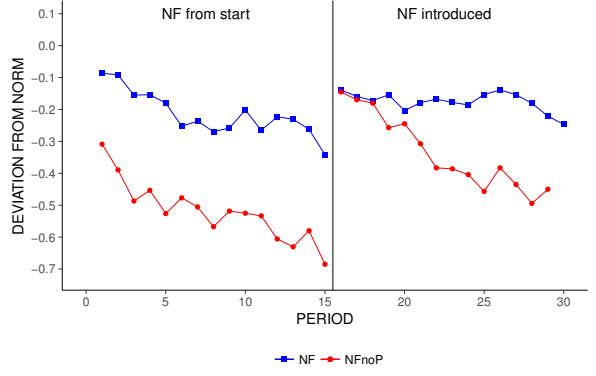 NF from start
NF introduced
DEVIATION FROM NORM
0.1
0.0
−0.1
−0.2
−0.3
−0.4
−0.5
−0.6
−0.7
0
5
10
15
20
25
30
PERIOD
NF
NFnoP